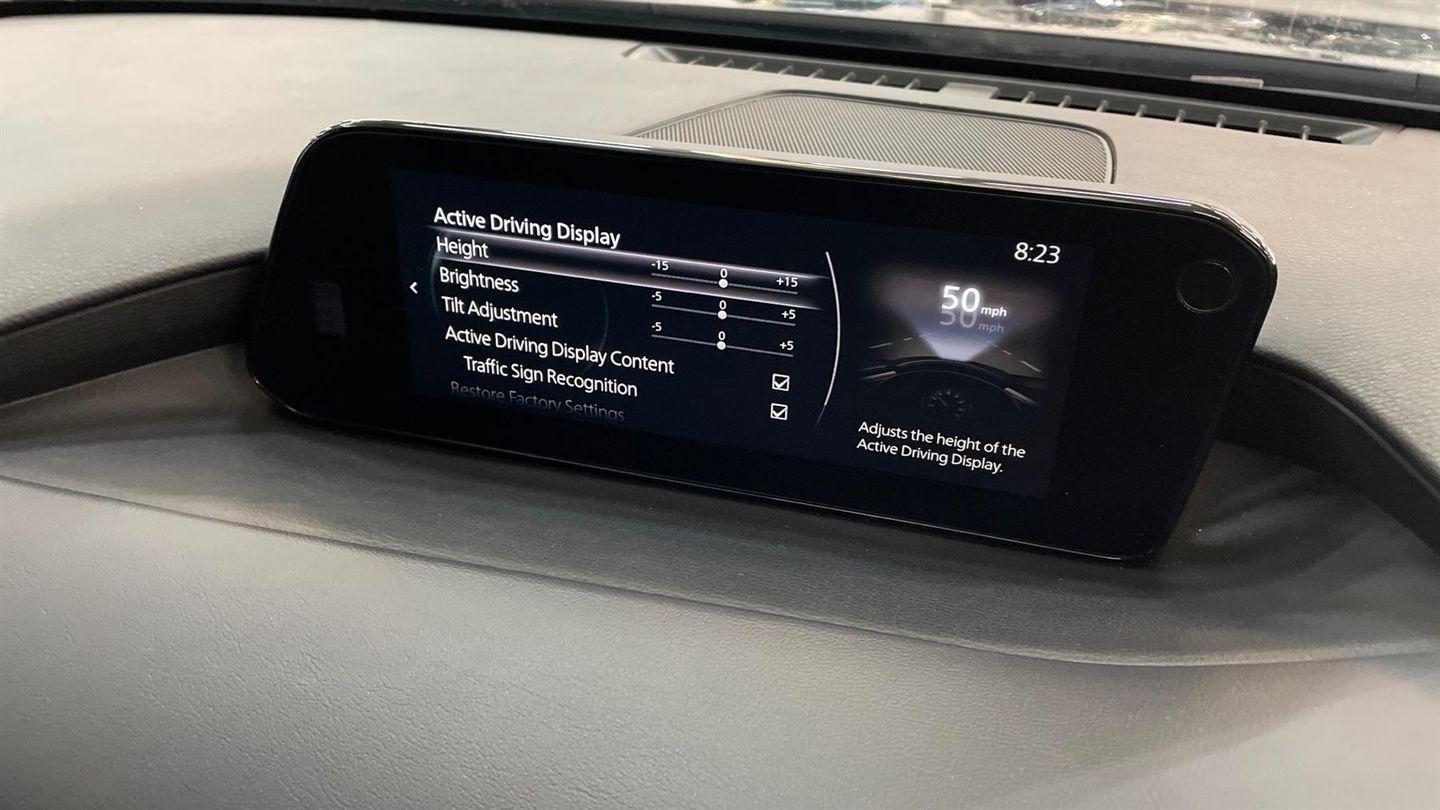 Active Driving Display
8:23
Height
-15 0 +15
Brightness
-5 0 +5
Tilt Adjustment
-5 0 +5
Active Driving Display Content
Traffic Sign Recognition
Restore Factory Settings
50 mph
50 mph
Adjusts the height of the
Active Driving Display.